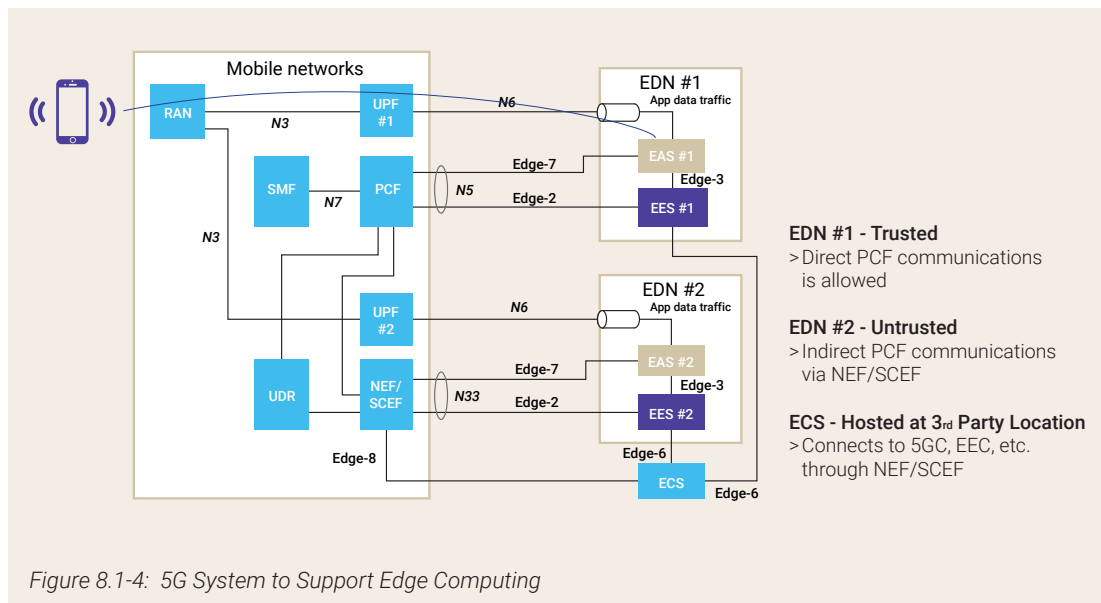 Mobile networks
RAN
UPF
#1
N3
N6
EDN #1
App data traffic
EAS #1
Edge-7
Edge-3
SMF
N7
PCF
N5
Edge-2
EES #1
N3
EDN #1 - Trusted
> Direct PCF communications
is allowed
EDN #2
App data traffic
UPF
#2
N6
EDN #2 - Untrusted
> Indirect PCF communications
via NEF/SCEF
EAS #2
Edge-7
Edge-3
UDR
NEF/
SCEF
N33
Edge-2
EES #2
ECS - Hosted at 3rd Party Location
> Connects to 5GC, EEC, etc.
through NEF/SCEF
Edge-8
Edge-6
ECS
Edge-6
Figure 8.1-4: 5G System to Support Edge Computing